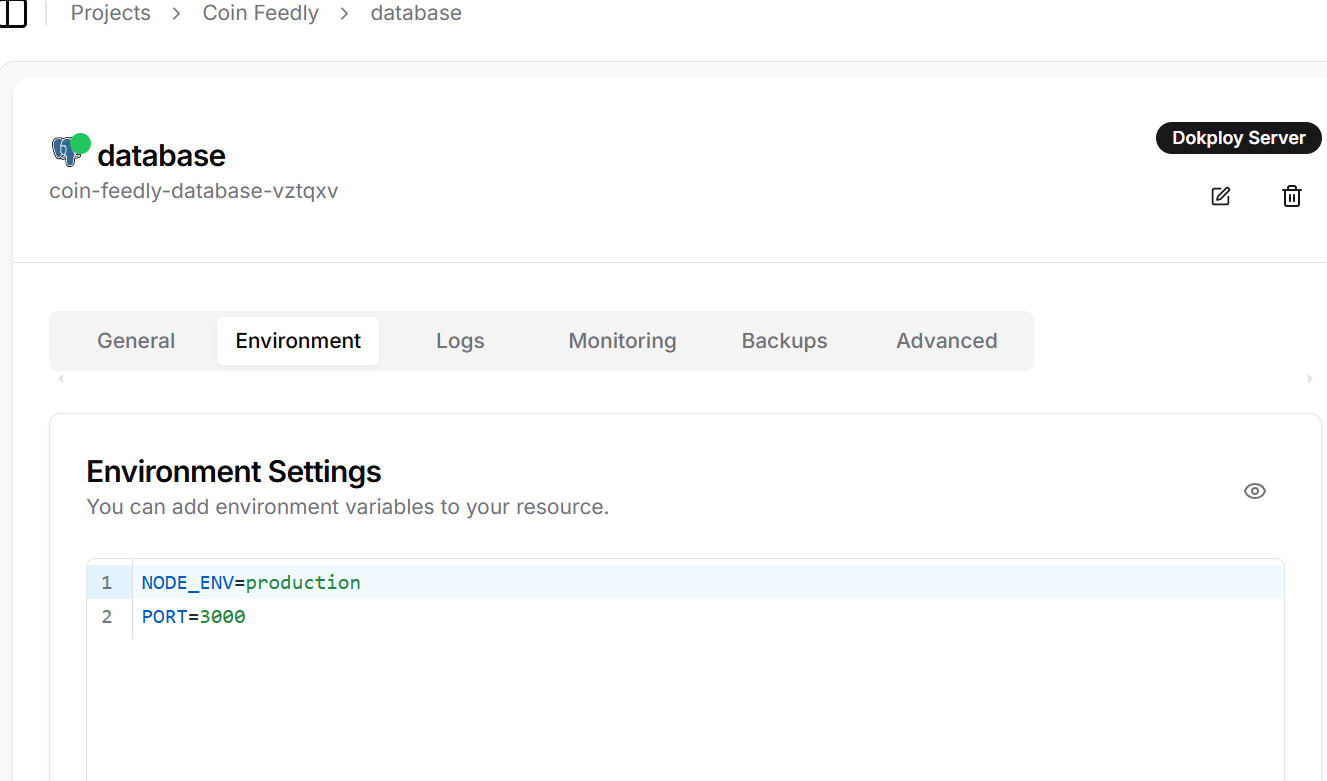 Projects > Coin Feedly > database
database
coin-feedly-database-vztqxv
Dokploy Server
General Environment Logs Monitoring Backups Advanced
Environment Settings
You can add environment variables to your resource.
1 NODE_ENV=production
2 PORT=3000